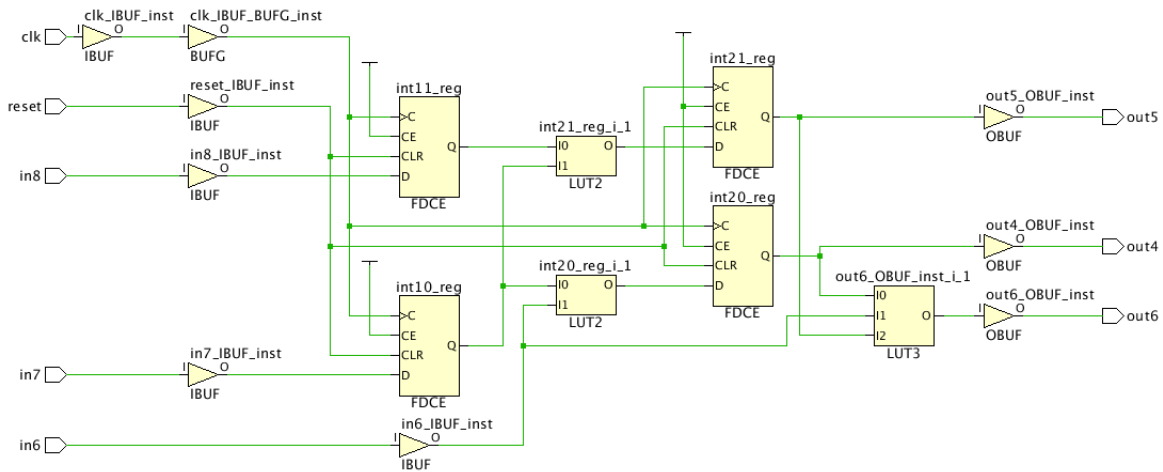 clk
I
clk_IBUF_inst
O
IBUF
I
clk_IBUF_BUFG_inst
O
BUFG
reset
I
reset_IBUF_inst
O
IBUF
in8
I
in8_IBUF_inst
O
IBUF
int11_reg
C
CE
CLR
D
Q
FDCE
int21_reg_i_1
I0
I1
O
LUT2
int21_reg
C
CE
CLR
D
Q
FDCE
out5_OBUF_inst
I
O
OBUF
out5
int20_reg
C
CE
CLR
D
Q
FDCE
out4_OBUF_inst
I
O
OBUF
out4
int10_reg
C
CE
CLR
D
Q
FDCE
int20_reg_i_1
I0
I1
O
LUT2
out6_OBUF_inst_i_1
I0
I1
I2
O
LUT3
out6_OBUF_inst
I
O
OBUF
out6
in7
I
in7_IBUF_inst
O
IBUF
in6
I
in6_IBUF_inst
O
IBUF